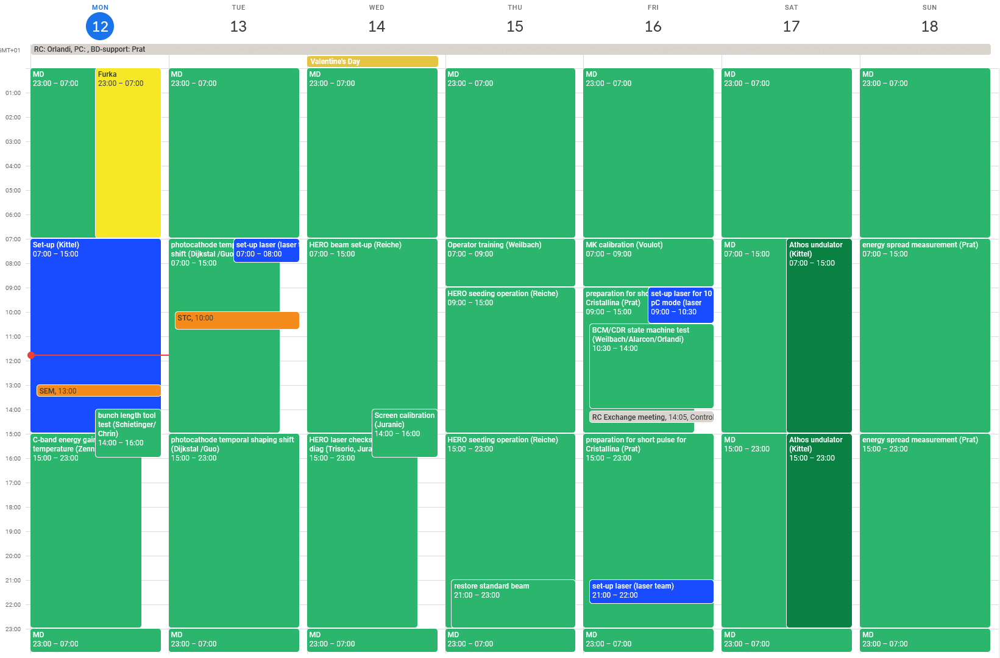 MON
12
TUE
13
WED
14
THU
15
FRI
16
SAT
17
SUN
18
GMT+01
RC: Orlandi, PC: , BD-support: Prat
Valentine's Day
01:00
02:00
03:00
04:00
05:00
06:00
07:00
08:00
09:00
10:00
11:00
12:00
13:00
14:00
15:00
16:00
17:00
18:00
19:00
20:00
21:00
22:00
23:00
MD
23:00 – 07:00
Furka
23:00 – 07:00
Set-up (Kittel)
07:00 – 15:00
SEM, 13:00
bunch length tool
test (Schietinger/
Chrin)
14:00 – 16:00
C-band energy gain
temperature (Zenn
15:00 – 23:00
MD
23:00 – 07:00
MD
23:00 – 07:00
photocathode temp
shift (Dijkstal /Guo
07:00 – 15:00
set-up laser (laser
07:00 – 08:00
STC, 10:00
photocathode temporal shaping shift
(Dijkstal /Guo)
15:00 – 23:00
MD
23:00 – 07:00
MD
23:00 – 07:00
HERO beam set-up (Reiche)
07:00 – 15:00
Screen calibration
(Juranic)
14:00 – 16:00
HERO laser checks
diag (Trisorio, Jura
15:00 – 23:00
MD
23:00 – 07:00
MD
23:00 – 07:00
Operator training (Weilbach)
07:00 – 09:00
HERO seeding operation (Reiche)
09:00 – 15:00
HERO seeding operation (Reiche)
15:00 – 23:00
restore standard beam
21:00 – 23:00
MD
23:00 – 07:00
MD
23:00 – 07:00
MK calibration (Voulot)
07:00 – 09:00
preparation for sho
Cristallina (Prat)
09:00 – 15:00
set-up laser for 10
pC mode (laser
09:00 – 10:30
BCM/CDR state machine test
(Weilbach/Alarcon/Orlandi)
10:30 – 14:00
RC Exchange meeting, 14:05, Control
preparation for short pulse for
Cristallina (Prat)
15:00 – 23:00
set-up laser (laser team)
21:00 – 22:00
MD
23:00 – 07:00
MD
23:00 – 07:00
MD
07:00 – 15:00
Athos undulator
(Kittel)
07:00 – 15:00
MD
15:00 – 23:00
Athos undulator
(Kittel)
15:00 – 23:00
MD
23:00 – 07:00
MD
23:00 – 07:00
energy spread measurement (Prat)
07:00 – 15:00
energy spread measurement (Prat)
15:00 – 23:00
MD
23:00 – 07:00